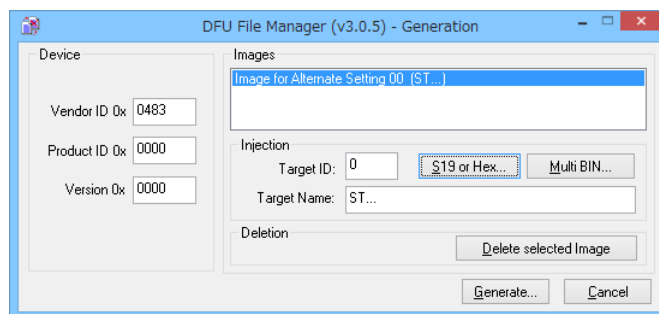 DFU File Manager (v3.0.5) - Generation
Device
Vendor ID 0x 0483
Product ID 0x 0000
Version 0x 0000
Images
Image for Alternate Setting 00 (ST...)
Injection
Target ID: 0 S19 or Hex... Multi BIN...
Target Name: ST...
Deletion
Delete selected Image
Generate... Cancel